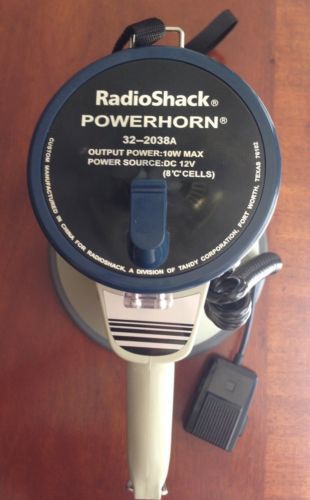 RadioShack®
POWERHORN®
32-2038A
OUTPUT POWER:10W MAX
POWER SOURCE:DC 12V
(8 "C" CELLS)
CUSTOM MANUFACTURED IN CHINA FOR RADIOSHACK, A DIVISION OF TANDY CORPORATION, FORT WORTH, TEXAS 76102